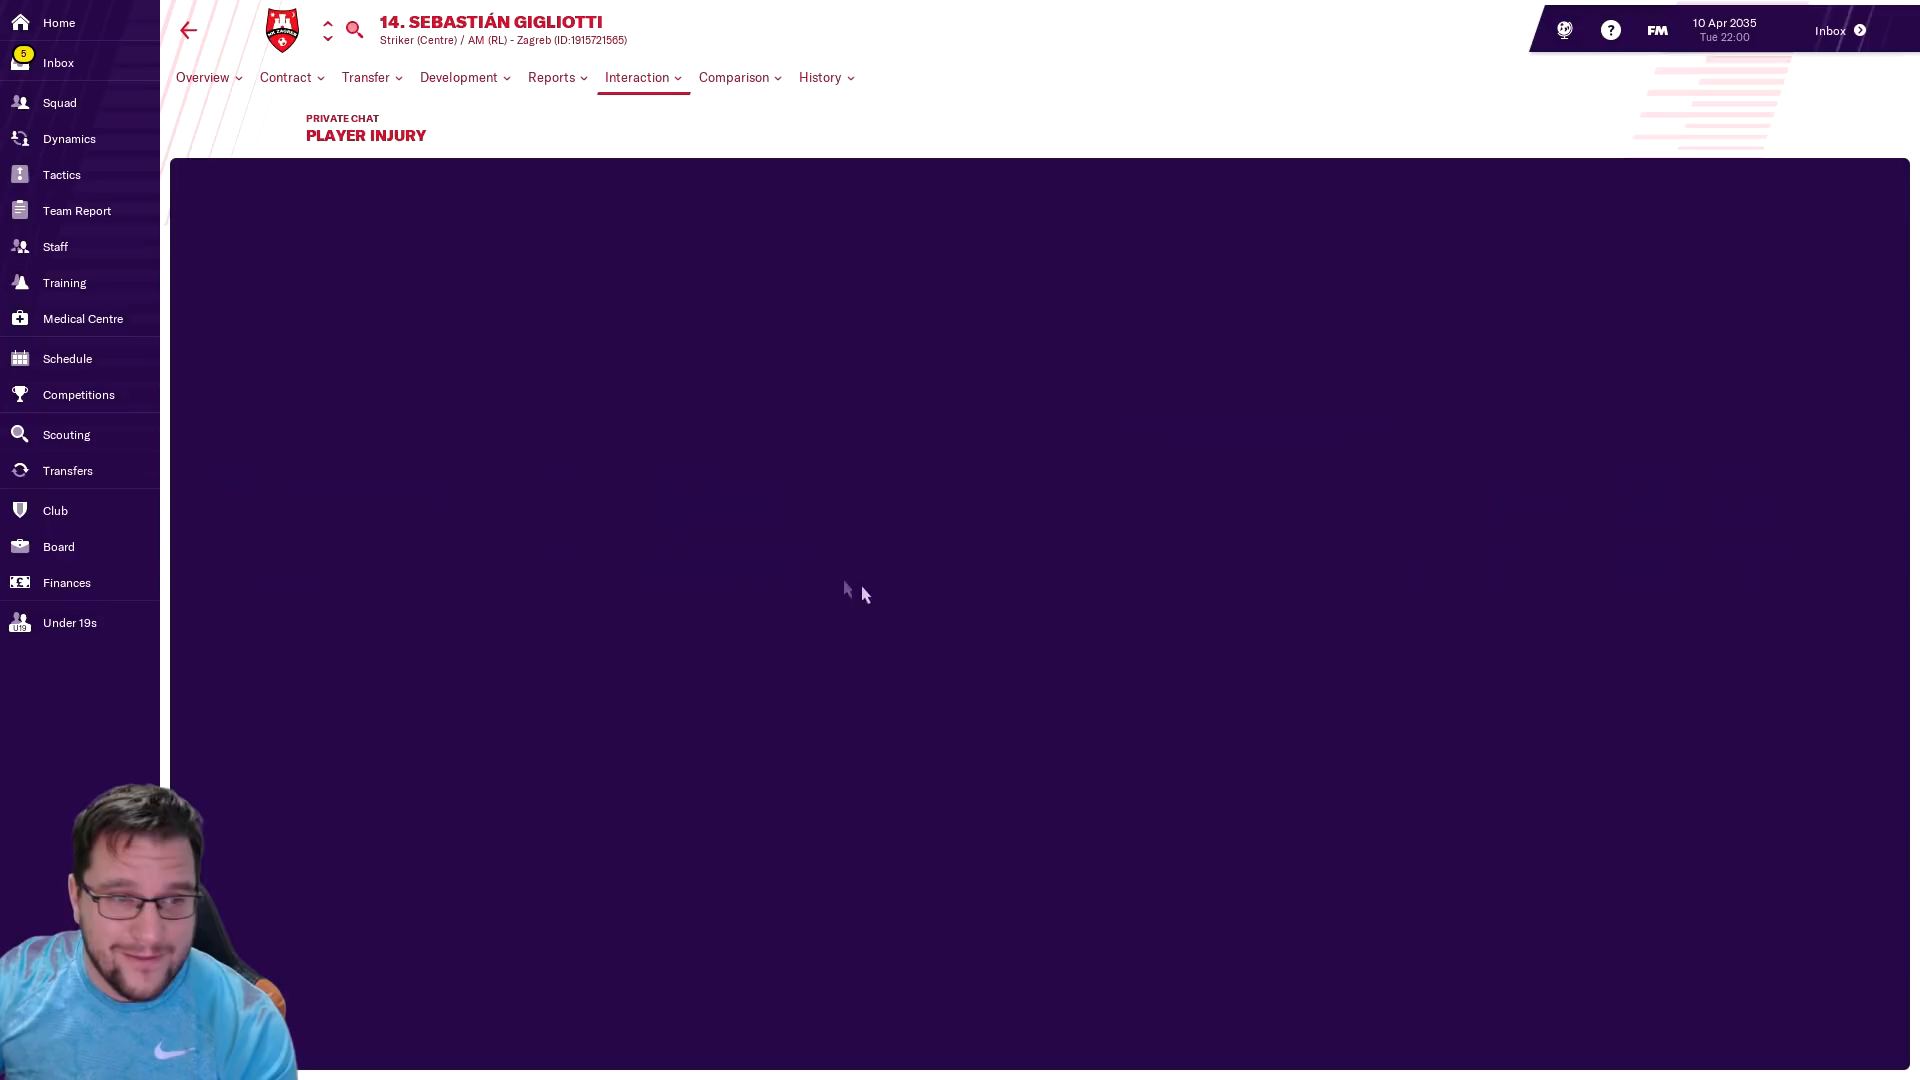 Home
5
Inbox
Squad
Dynamics
Tactics
Team Report
Staff
Training
Medical Centre
Schedule
Competitions
Scouting
Transfers
Club
Board
Finances
U19
Under 19s
14. SEBASTIÁN GIGLIOTTI
Striker (Centre) / AM (RL) - Zagreb (ID:1915721565)
FM
10 Apr 2035
Tue 22:00
Inbox
Overview
Contract
Transfer
Development
Reports
Interaction
Comparison
History
PRIVATE CHAT
PLAYER INJURY